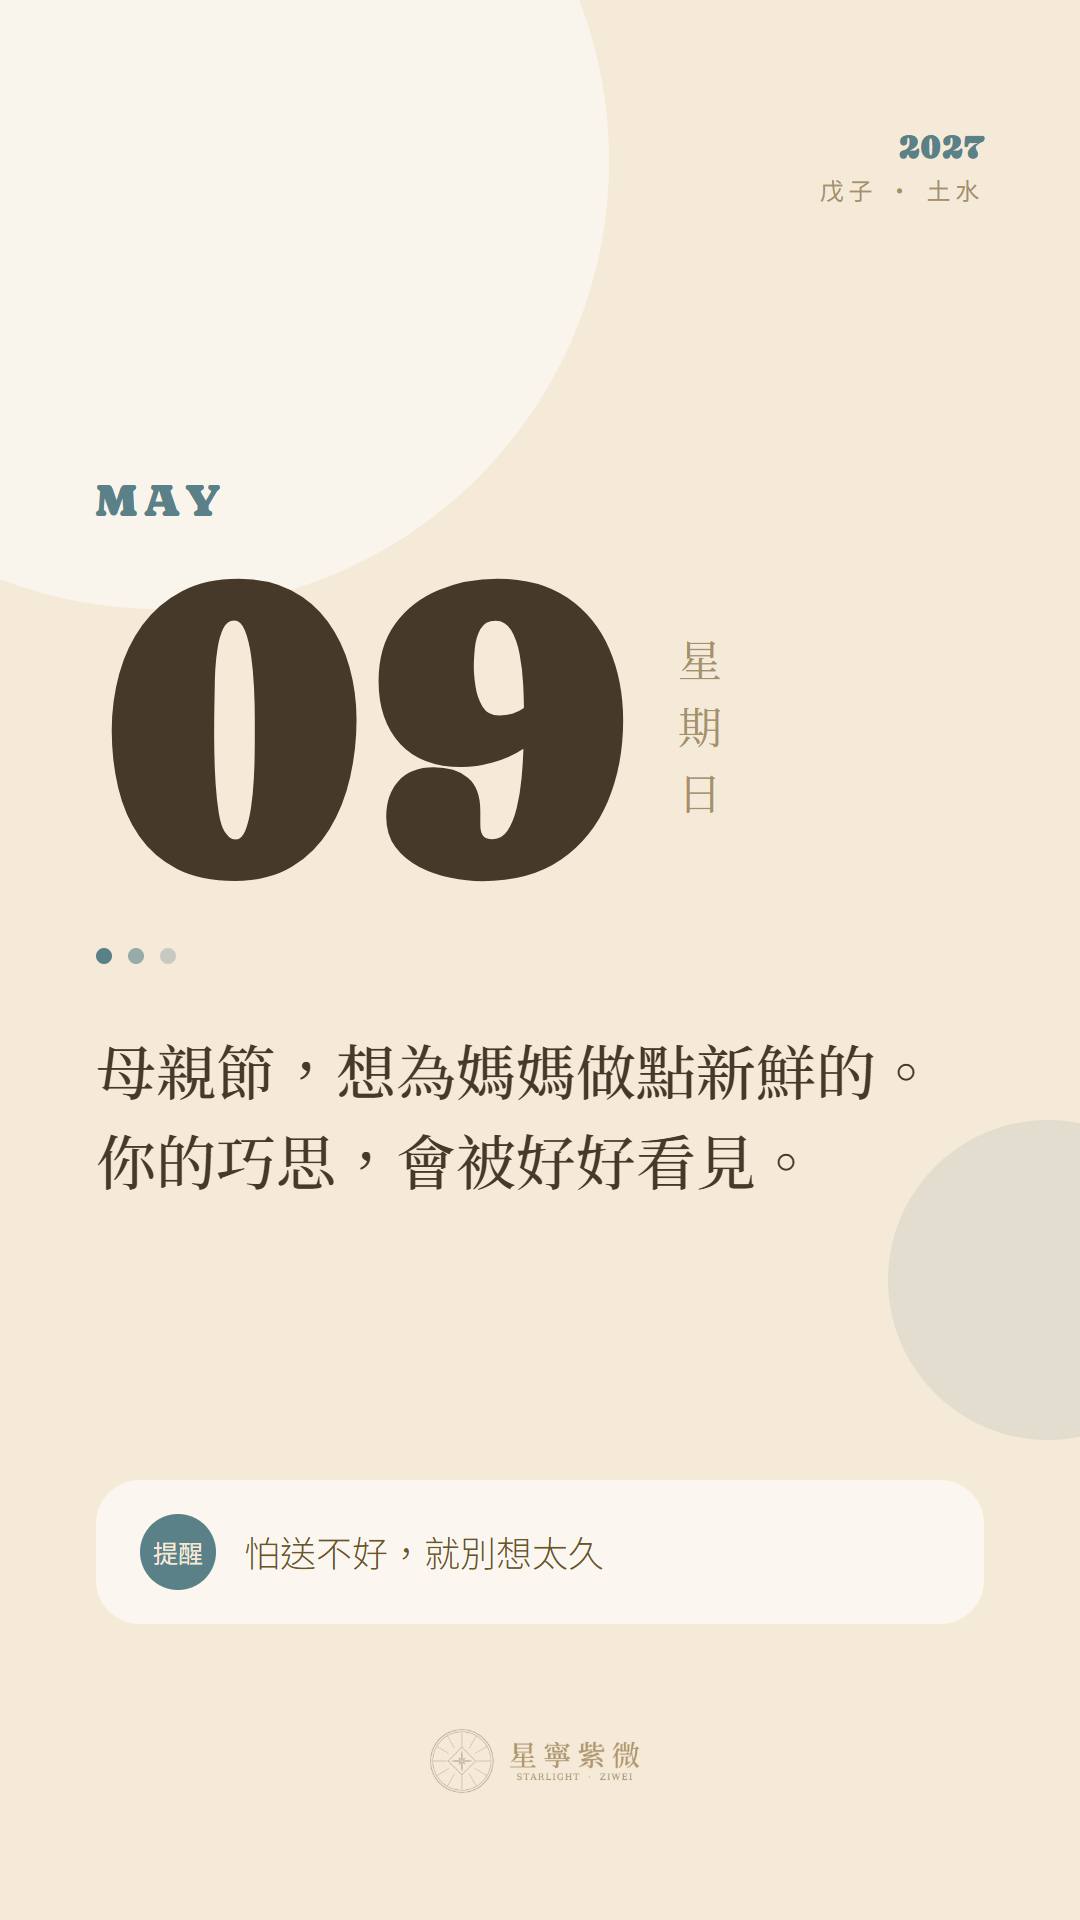 2027
戊子 · 土水
MAY
09
星期日
母親節，想為媽媽做點新鮮的。
你的巧思，會被好好看見。
提醒
怕送不好，就別想太久
星寧紫微
STARLIGHT · ZIWEI